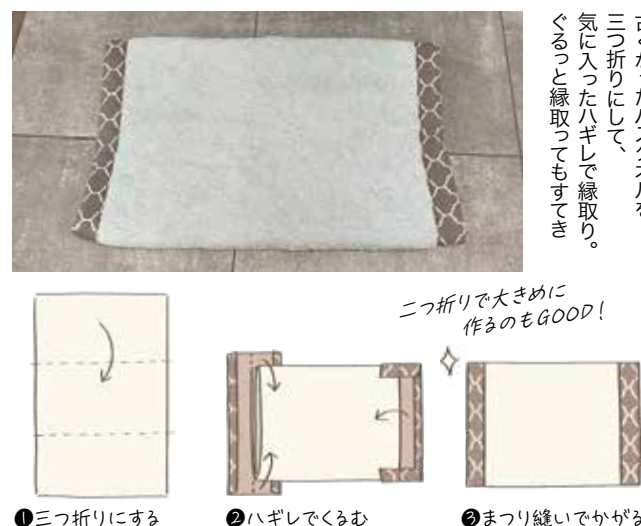 三つ折りにして、
気に入ったハギレで縁取り。
ぐるっと縁取ってもすてき
二つ折りで大きめに
作るのもGOOD!
❶三つ折りにする
❷ハギレでくるむ
❸まつり縫いでかがる